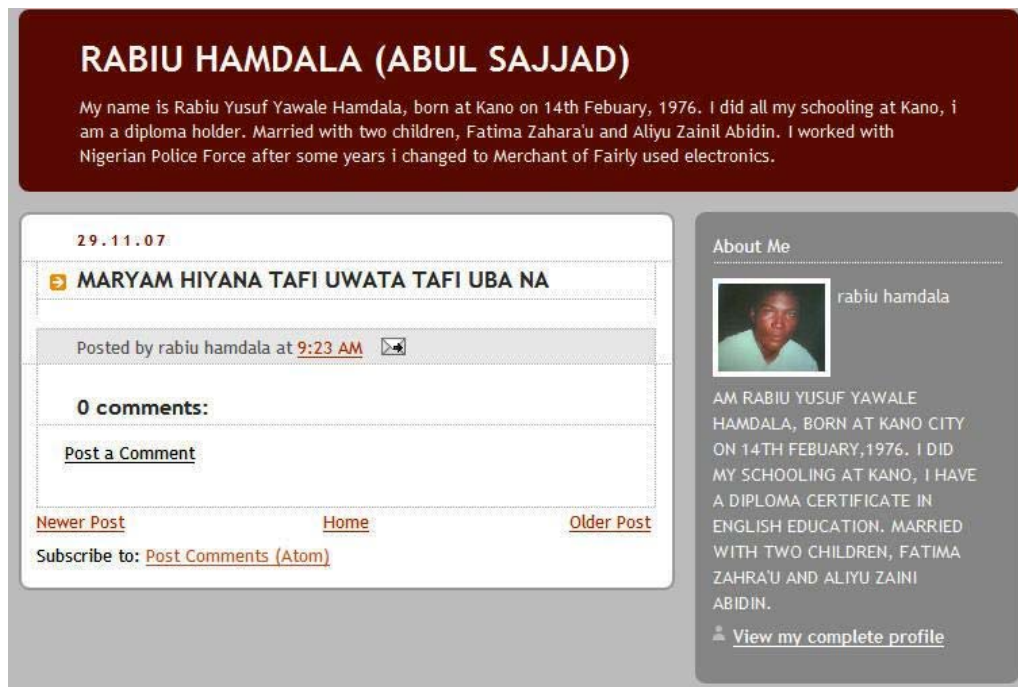 RABIU HAMDALA (ABUL SAJJAD)
My name is Rabiu Yusuf Yawale Hamdala, born at Kano on 14th Febuary, 1976. I did all my schooling at Kano, i
am a diploma holder. Married with two children, Fatima Zahara'u and Aliyu Zainil Abidin. I worked with
Nigerian Police Force after some years i changed to Merchant of Fairly used electronics.
29.11.07
MARYAM HIYANA TAFI UWATA TAFI UBA NA
Posted by rabiu hamdala at 9:23 AM
0 comments:
Post a Comment
Newer Post Home Older Post
Subscribe to: Post Comments (Atom)
About Me
rabiu hamdala
AM RABIU YUSUF YAWALE
HAMDALA, BORN AT KANO CITY
ON 14TH FEBUARY,1976. I DID
MY SCHOOLING AT KANO, I HAVE
A DIPLOMA CERTIFICATE IN
ENGLISH EDUCATION. MARRIED
WITH TWO CHILDREN, FATIMA
ZAHRA'U AND ALIYU ZAINI
ABIDIN.
View my complete profile